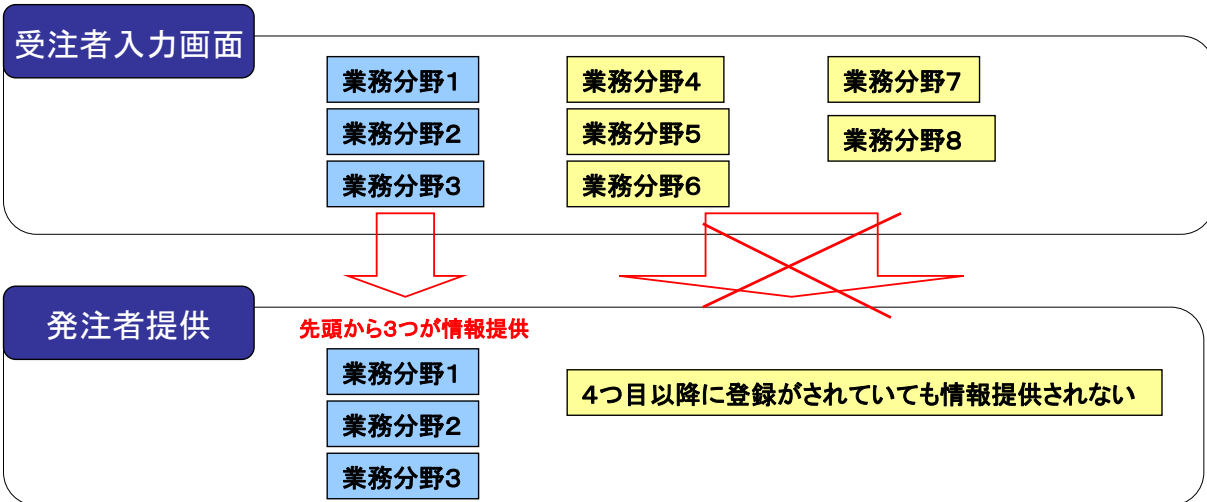 受注者入力画面
業務分野1
業務分野2
業務分野3
業務分野4
業務分野5
業務分野6
業務分野7
業務分野8
発注者提供
先頭から3つが情報提供
業務分野1
業務分野2
業務分野3
4つ目以降に登録がされていても情報提供されない